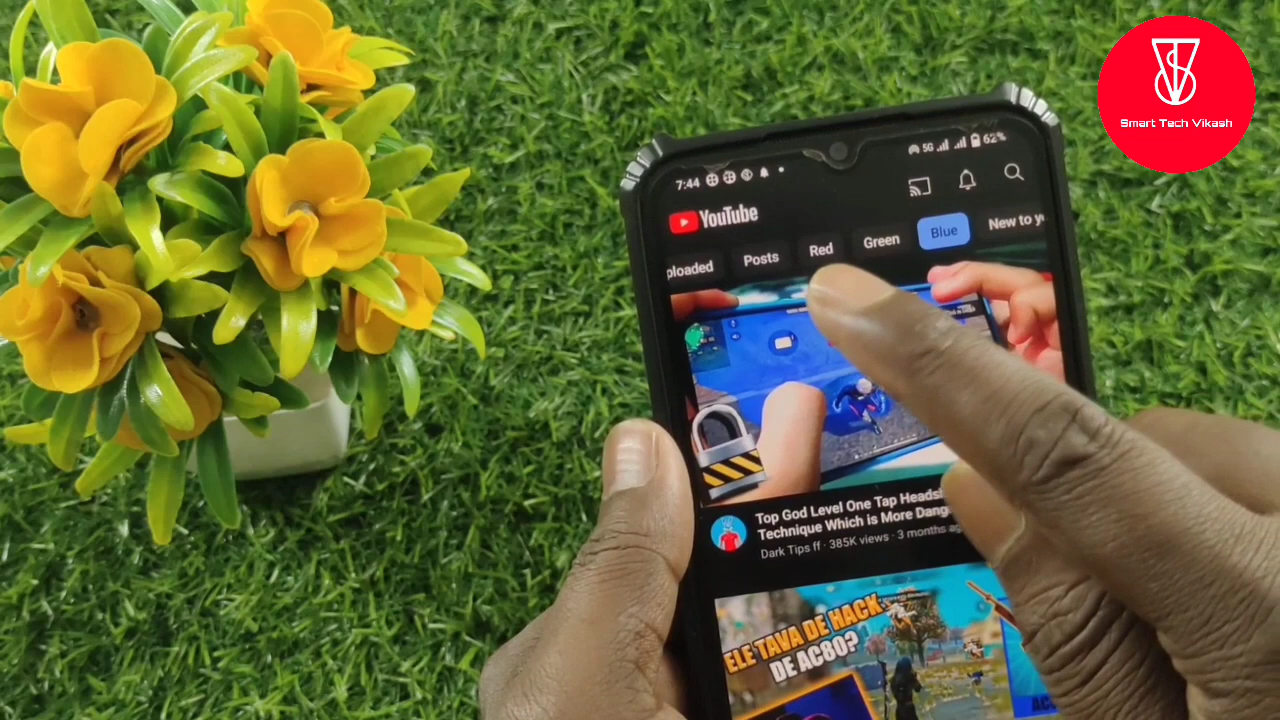 Smart Tech Vikash
7:44
5G 62%
YouTube
ploaded Posts Red Green Blue New to yo
Top God Level One Tap Headsh
Technique Which is More Dang
Dark Tips ff · 385K views · 3 months ag
ELE TAVA DE HACK
DE AC80?